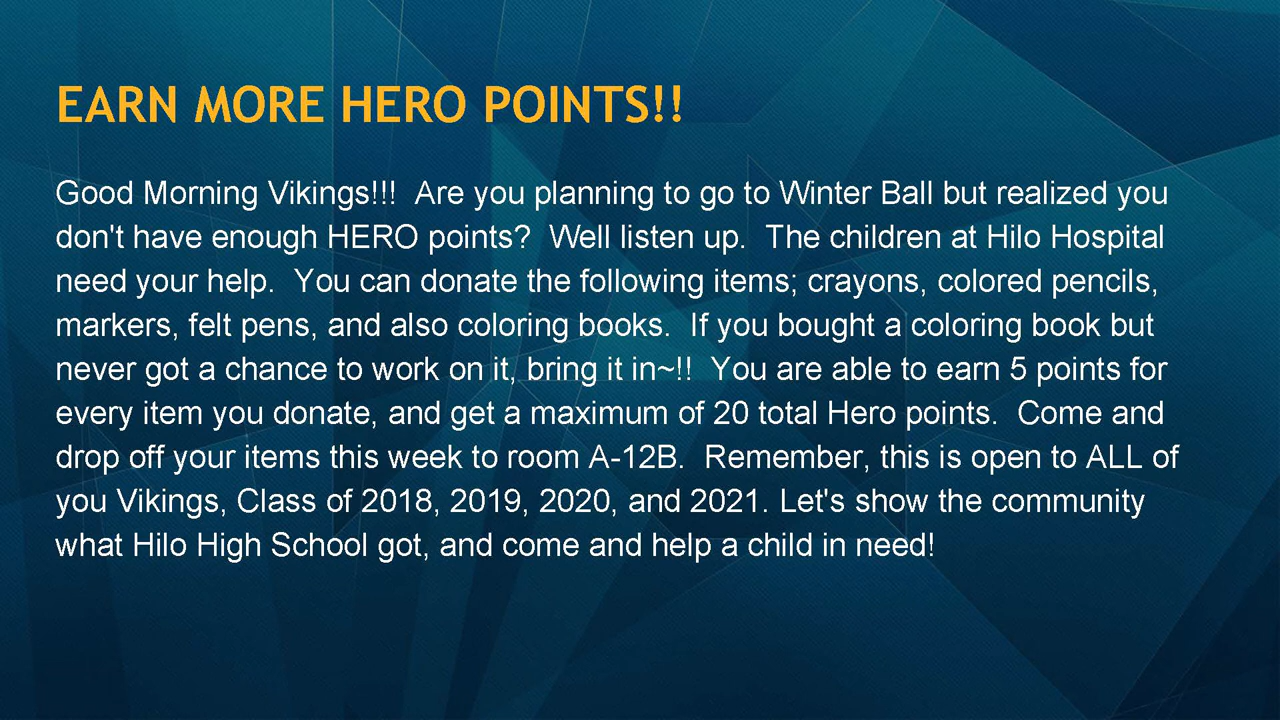 EARN MORE HERO POINTS!!
Good Morning Vikings!!!  Are you planning to go to Winter Ball but realized you
don't have enough HERO points?  Well listen up.  The children at Hilo Hospital
need your help.  You can donate the following items; crayons, colored pencils,
markers, felt pens, and also coloring books.  If you bought a coloring book but
never got a chance to work on it, bring it in~!!  You are able to earn 5 points for
every item you donate, and get a maximum of 20 total Hero points.  Come and
drop off your items this week to room A-12B.  Remember, this is open to ALL of
you Vikings, Class of 2018, 2019, 2020, and 2021. Let's show the community
what Hilo High School got, and come and help a child in need!